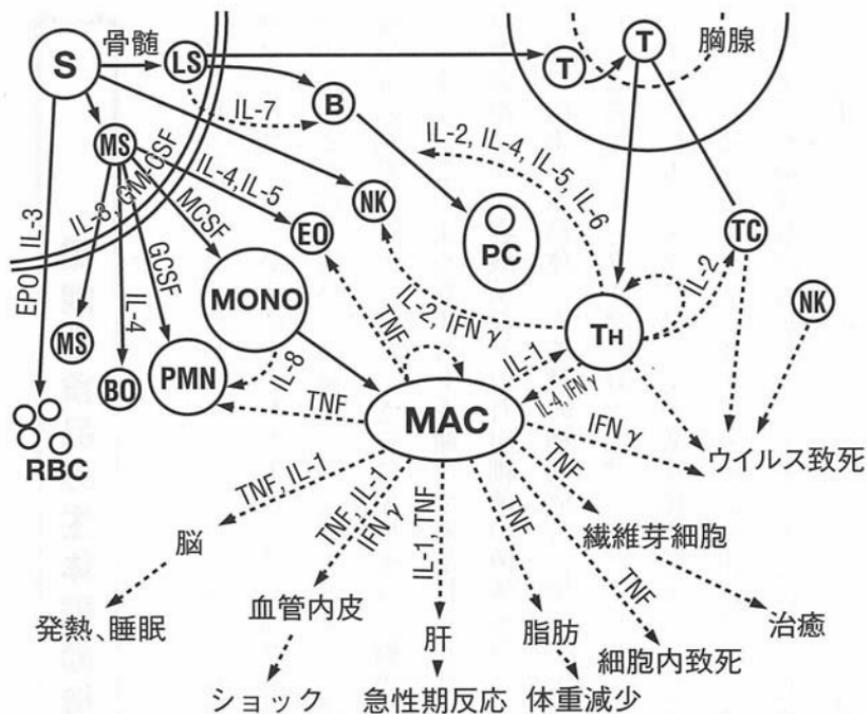 骨髄
胸腺
S
LS
T
T
B
IL-7
MS
IL-3, GM-CSF
IL-4, IL-5
MCSF
GCSF
IL-4
IL-3
EPO
IL-2, IL-4, IL-5, IL-6
NK
EO
PC
TC
NK
IL-2
MONO
IL-2, IFN γ
TNF
TH
MS
BO
PMN
IL-8
TNF
IL-1
IL-4, IFN γ
MAC
IFN γ
RBC
ウイルス致死
TNF, IL-1
TNF, IL-1
IFN γ
IL-1, TNF
TNF
TNF
TNF
脳
繊維芽細胞
血管内皮
肝
脂肪
細胞内致死
治癒
発熱、睡眠
ショック
急性期反応
体重減少